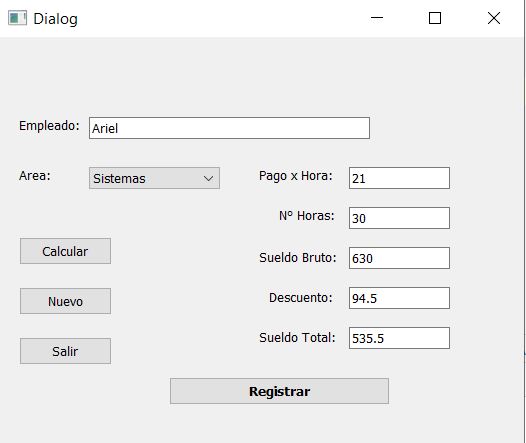 Dialog
Empleado: Ariel
Area: Sistemas Pago x Hora: 21
Nº Horas: 30
Calcular Sueldo Bruto: 630
Nuevo Descuento: 94.5
Salir Sueldo Total: 535.5
Registrar